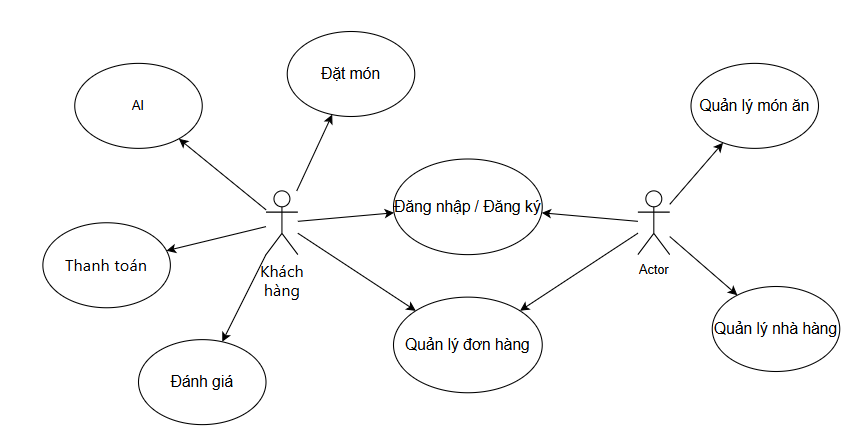 Đặt món
AI
Quản lý món ăn
Đăng nhập / Đăng ký
Thanh toán
Khách
hàng
Actor
Quản lý nhà hàng
Quản lý đơn hàng
Đánh giá